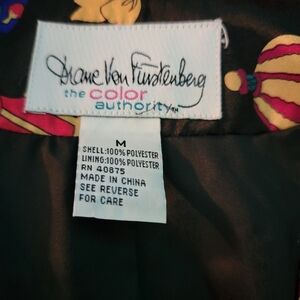 Diane Von Furstenberg
the color
authority™
M
SHELL:100% POLYESTER
LINING:100% POLYESTER
RN 40875
MADE IN CHINA
SEE REVERSE
FOR CARE